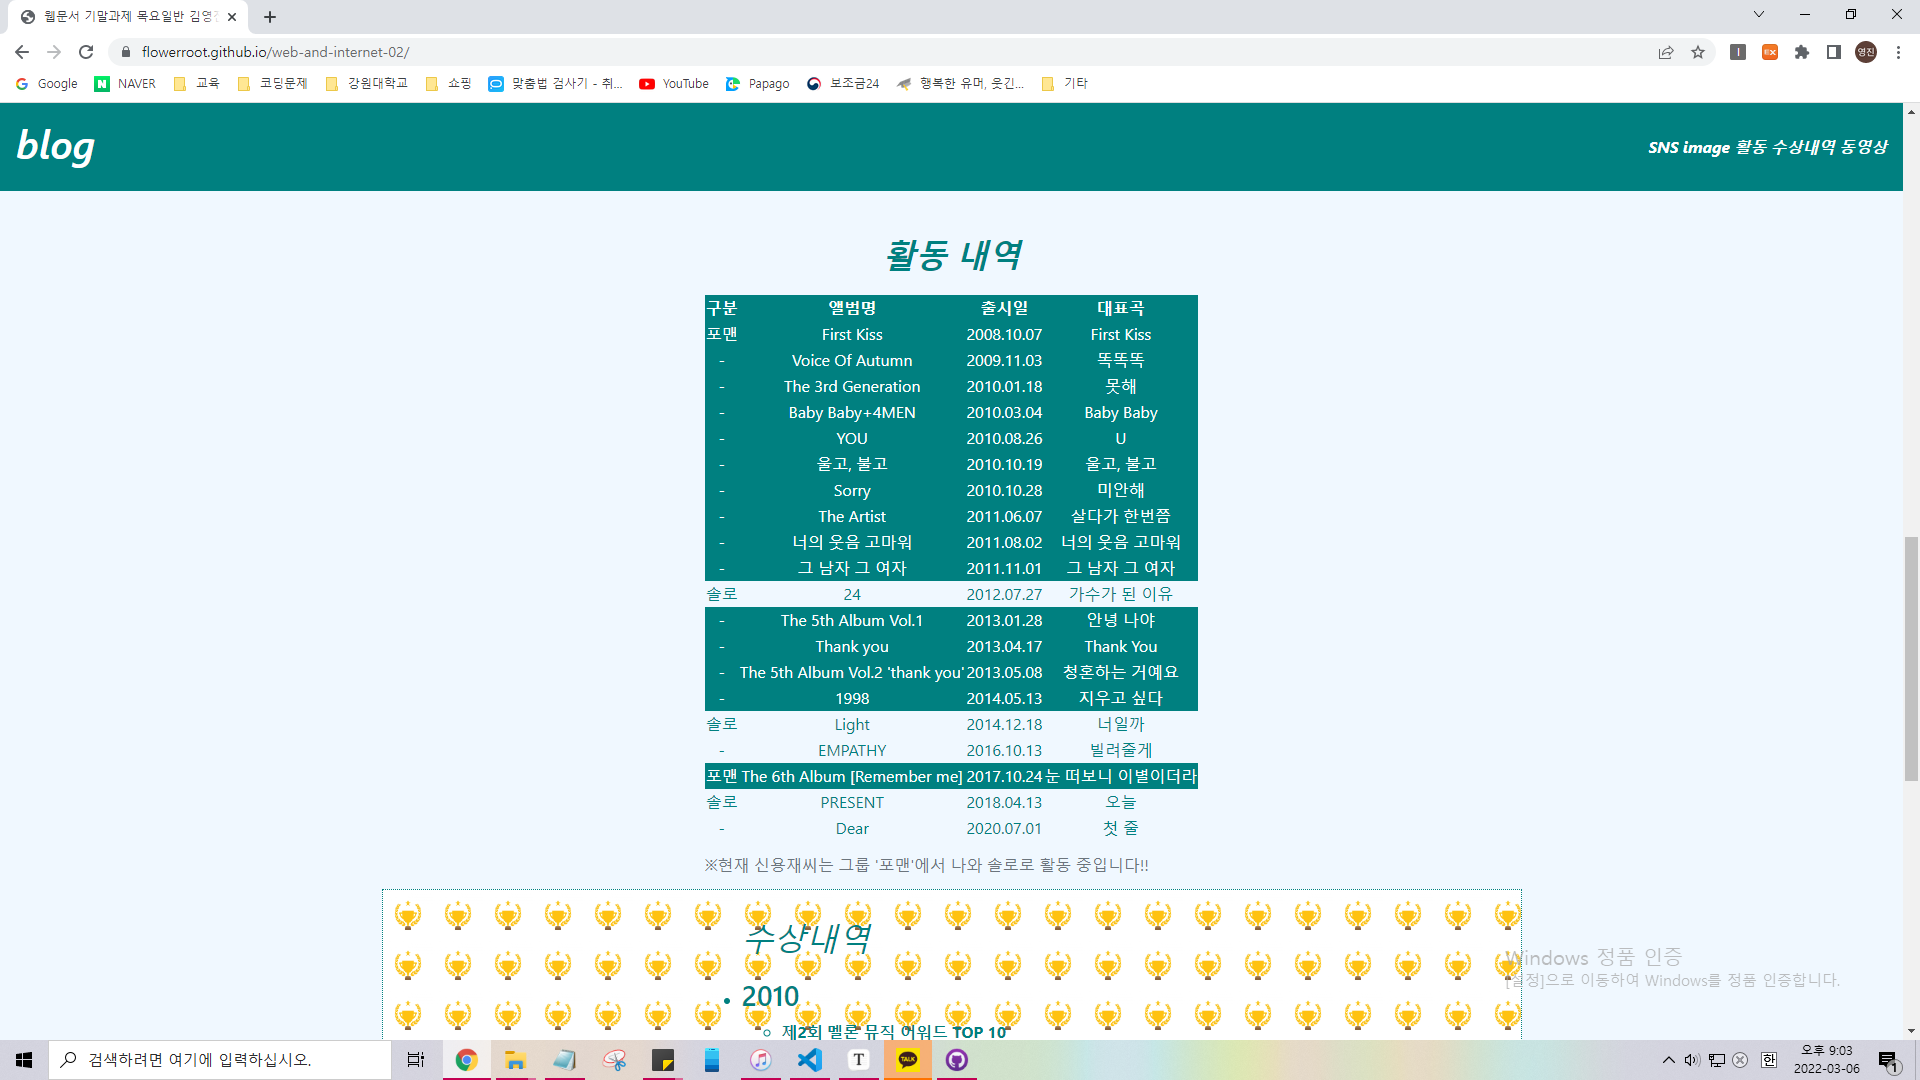 웹문서 기말과제 목요일반 김영
flowerroot.github.io/web-and-internet-02/
영진
Google NAVER 교육 코딩문제 강원대학교 쇼핑 맞춤법 검사기 - 취... YouTube Papago 보조금24 행복한 유머, 웃긴... 기타
blog
SNS image 활동 수상내역 동영상
활동 내역
구분 앨범명 출시일 대표곡
포맨 First Kiss 2008.10.07 First Kiss
- Voice Of Autumn 2009.11.03 똑똑똑
- The 3rd Generation 2010.01.18 못해
- Baby Baby+4MEN 2010.03.04 Baby Baby
- YOU 2010.08.26 U
- 울고, 불고 2010.10.19 울고, 불고
- Sorry 2010.10.28 미안해
- The Artist 2011.06.07 살다가 한번쯤
- 너의 웃음 고마워 2011.08.02 너의 웃음 고마워
- 그 남자 그 여자 2011.11.01 그 남자 그 여자
솔로 24 2012.07.27 가수가 된 이유
- The 5th Album Vol.1 2013.01.28 안녕 나야
- Thank you 2013.04.17 Thank You
- The 5th Album Vol.2 'thank you' 2013.05.08 청혼하는 거예요
- 1998 2014.05.13 지우고 싶다
솔로 Light 2014.12.18 너일까
- EMPATHY 2016.10.13 빌려줄게
포맨 The 6th Album [Remember me] 2017.10.24 눈 떠보니 이별이더라
솔로 PRESENT 2018.04.13 오늘
- Dear 2020.07.01 첫 줄
※현재 신용재씨는 그룹 '포맨'에서 나와 솔로로 활동 중입니다!!
수상내역
2010
제2회 멜론 뮤직 어워드 TOP 10
Windows 정품 인증
[설정]으로 이동하여 Windows를 정품 인증합니다.
검색하려면 여기에 입력하십시오.
T
TALK
한
오후 9:03
2022-03-06
1